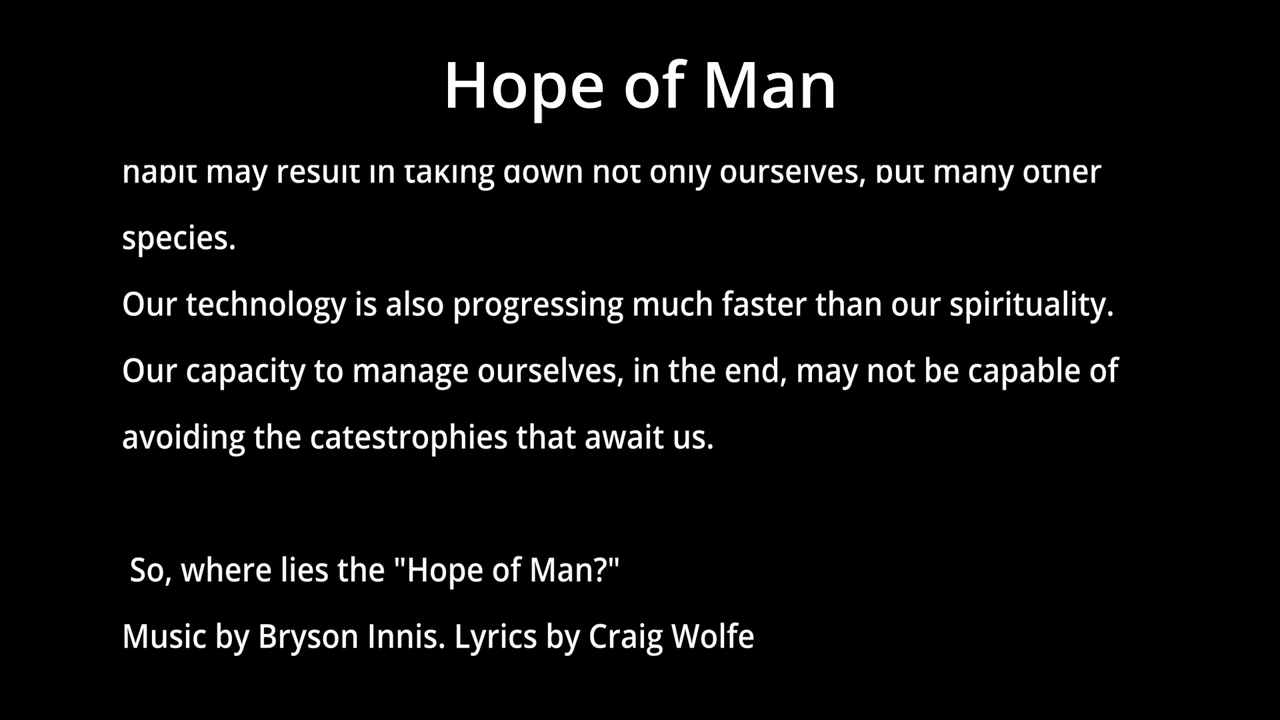 Hope of Man
habit may result in taking down not only ourselves, but many other
species.
Our technology is also progressing much faster than our spirituality.
Our capacity to manage ourselves, in the end, may not be capable of
avoiding the catestrophies that await us.
So, where lies the "Hope of Man?"
Music by Bryson Innis. Lyrics by Craig Wolfe